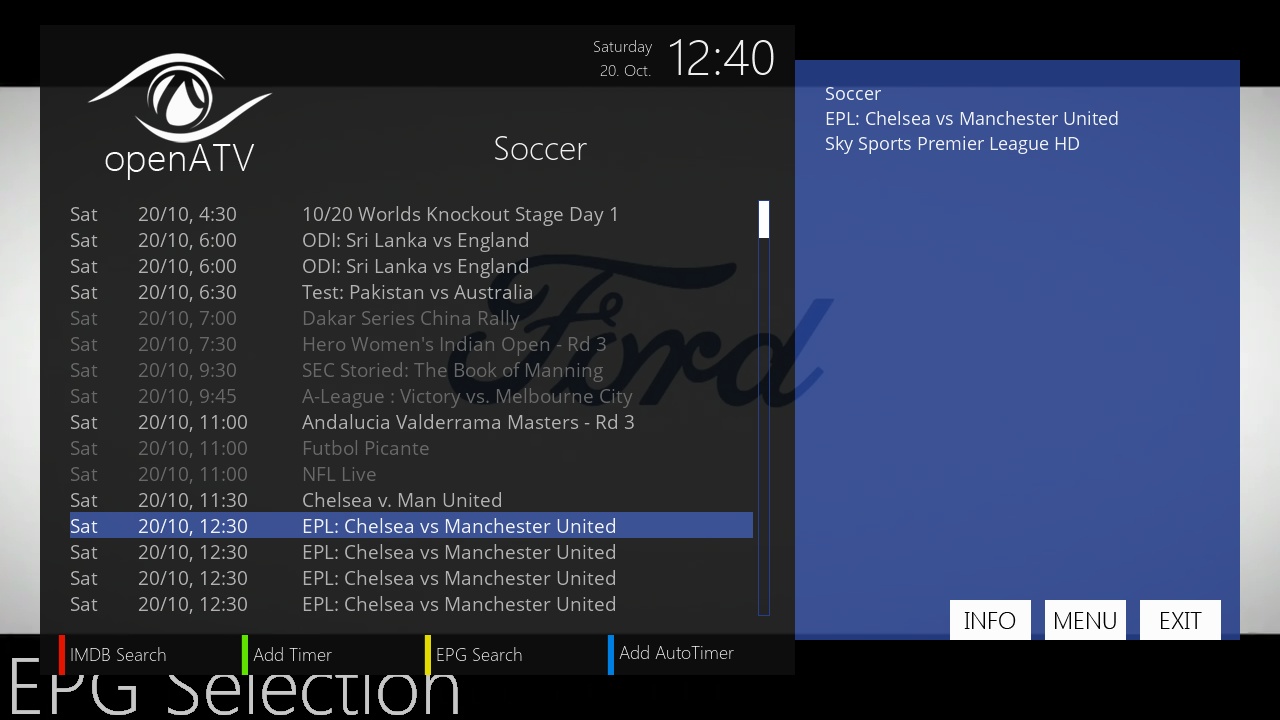 Saturday
20. Oct.
12:40
openATV
Soccer
Sat 20/10, 4:30 10/20 Worlds Knockout Stage Day 1
Sat 20/10, 6:00 ODI: Sri Lanka vs England
Sat 20/10, 6:00 ODI: Sri Lanka vs England
Sat 20/10, 6:30 Test: Pakistan vs Australia
Sat 20/10, 7:00 Dakar Series China Rally
Sat 20/10, 7:30 Hero Women's Indian Open - Rd 3
Sat 20/10, 9:30 SEC Storied: The Book of Manning
Sat 20/10, 9:45 A-League : Victory vs. Melbourne City
Sat 20/10, 11:00 Andalucia Valderrama Masters - Rd 3
Sat 20/10, 11:00 Futbol Picante
Sat 20/10, 11:00 NFL Live
Sat 20/10, 11:30 Chelsea v. Man United
Sat 20/10, 12:30 EPL: Chelsea vs Manchester United
Sat 20/10, 12:30 EPL: Chelsea vs Manchester United
Sat 20/10, 12:30 EPL: Chelsea vs Manchester United
Sat 20/10, 12:30 EPL: Chelsea vs Manchester United
Ford
IMDB Search
Add Timer
EPG Search
Add AutoTimer
EPG Selection
Soccer
EPL: Chelsea vs Manchester United
Sky Sports Premier League HD
INFO
MENU
EXIT